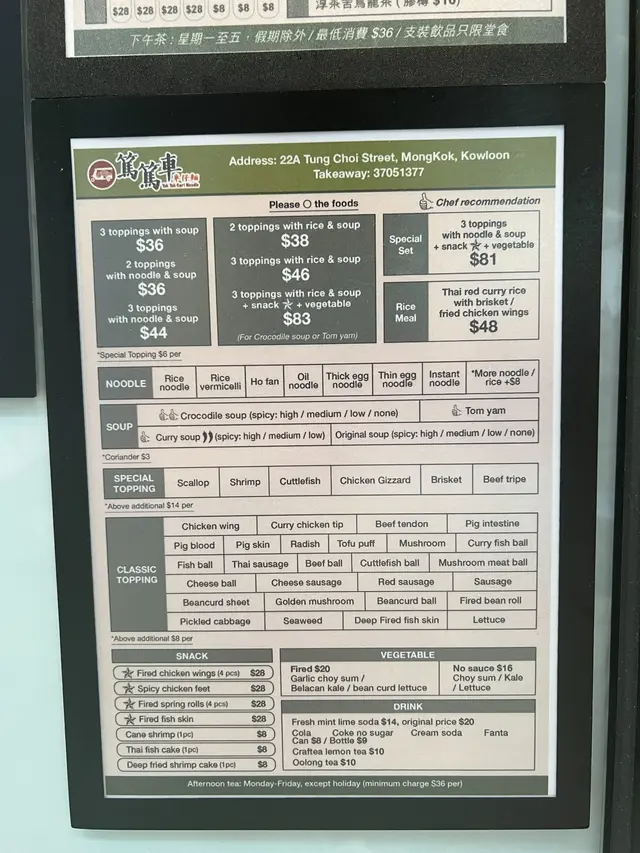 $28 $28 $28 $28 $8 $8 $8
下午茶 : 星期一至五，假期除外 / 最低消費 $36 / 支裝飲品只限堂食
篤篤車
車仔麵
Tuk Tuk Cart Noodle
Address: 22A Tung Choi Street, MongKok, Kowloon
Takeaway: 37051377
Please O the foods
Chef recommendation
3 toppings with soup
$36
2 toppings
with noodle & soup
$36
3 toppings
with noodle & soup
$44
2 toppings with rice & soup
$38
3 toppings with rice & soup
$46
3 toppings with rice & soup
+ snack ☆ + vegetable
$83
(For Crocodile soup or Tom yam)
Special
Set
3 toppings
with noodle & soup
+ snack ☆ + vegetable
$81
Rice
Meal
Thai red curry rice
with brisket /
fried chicken wings
$48
*Special Topping $6 per
NOODLE
Rice
noodle
Rice
vermicelli
Ho fan
Oil
noodle
Thick egg
noodle
Thin egg
noodle
Instant
noodle
*More noodle /
rice +$8
SOUP
Crocodile soup (spicy: high / medium / low / none)
Tom yam
Curry soup (spicy: high / medium / low)
Original soup (spicy: high / medium / low / none)
*Coriander $3
SPECIAL
TOPPING
Scallop
Shrimp
Cuttlefish
Chicken Gizzard
Brisket
Beef tripe
*Above additional $14 per
CLASSIC
TOPPING
Chicken wing
Curry chicken tip
Beef tendon
Pig intestine
Pig blood
Pig skin
Radish
Tofu puff
Mushroom
Curry fish ball
Fish ball
Thai sausage
Beef ball
Cuttlefish ball
Mushroom meat ball
Cheese ball
Cheese sausage
Red sausage
Sausage
Beancurd sheet
Golden mushroom
Beancurd ball
Fired bean roll
Pickled cabbage
Seaweed
Deep Fired fish skin
Lettuce
*Above additional $8 per
SNACK
☆ Fired chicken wings (4 pcs) $28
☆ Spicy chicken feet $28
☆ Fired spring rolls (4 pcs) $28
☆ Fired fish skin $28
Cane shrimp (1pc) $8
Thai fish cake (1pc) $8
Deep fried shrimp cake (1pc) $8
VEGETABLE
Fired $20
Garlic choy sum /
Belacan kale / bean curd lettuce
No sauce $16
Choy sum / Kale
/ Lettuce
DRINK
Fresh mint lime soda $14, original price $20
Cola Coke no sugar Cream soda Fanta
Can $8 / Bottle $9
Craftea lemon tea $10
Oolong tea $10
Afternoon tea: Monday-Friday, except holiday (minimum charge $36 per)